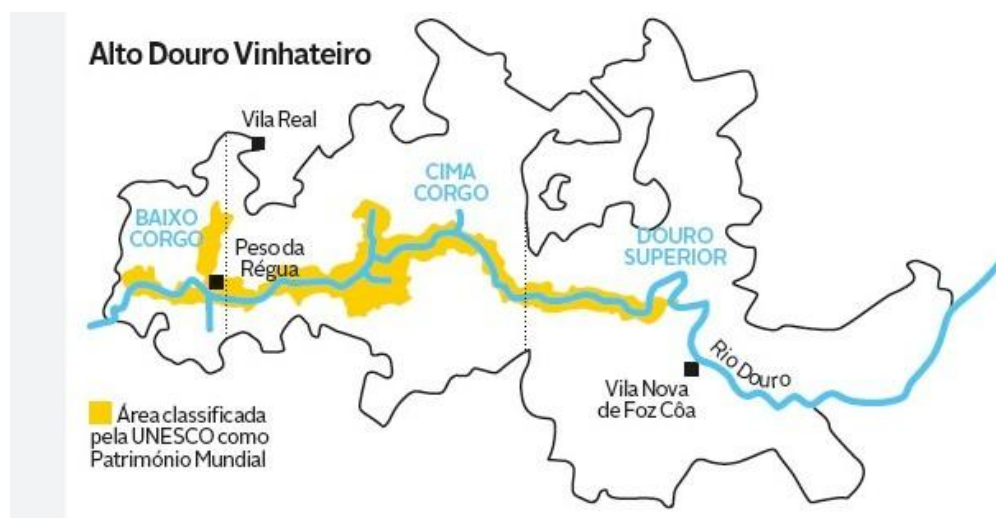 Alto Douro Vinhateiro
Vila Real
CIMA
CORGO
BAIXO
CORGO
Peso da
Régua
DOURO
SUPERIOR
Rio Douro
Vila Nova
de Foz Côa
Área classificada
pela UNESCO como
Património Mundial